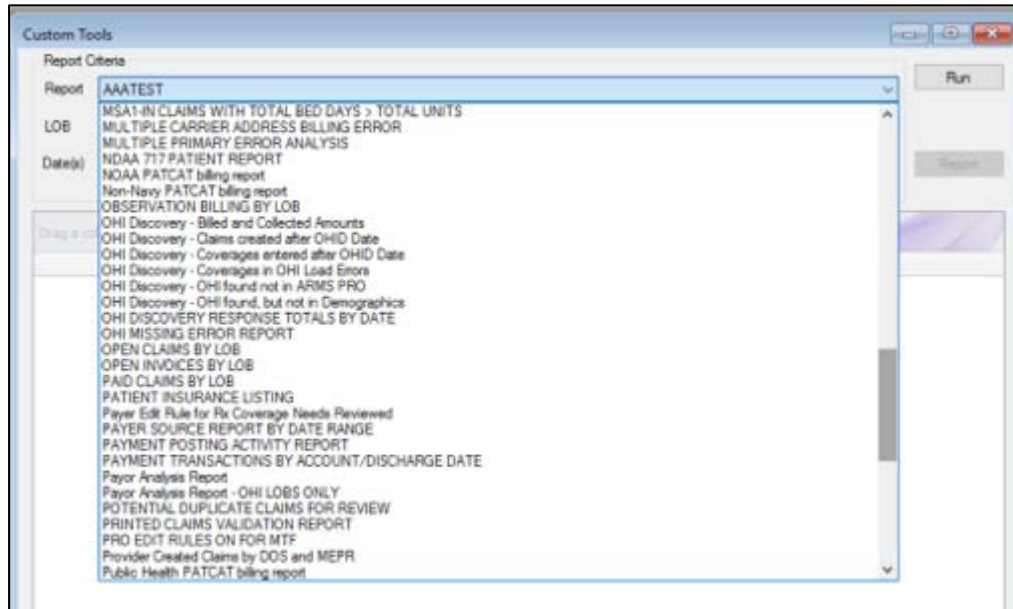 Custom Tools
Report Criteria
Report AAATEST
Run
MSA1-IN CLAIMS WITH TOTAL BED DAYS > TOTAL UNITS
LOB
MULTIPLE CARRIER ADDRESS BILLING ERROR
MULTIPLE PRIMARY ERROR ANALYSIS
Date(s)
NDAA 717 PATIENT REPORT
Report
NOAA PATCAT billing report
Non-Navy PATCAT billing report
OBSERVATION BILLING BY LOB
OHI Discovery - Billed and Collected Amounts
Drag a co
OHI Discovery - Claims created after OHID Date
OHI Discovery - Coverages entered after OHID Date
OHI Discovery - Coverages in OHI Load Errors
OHI Discovery - OHI found not in ARMS PRO
OHI Discovery - OHI found, but not in Demographics
OHI DISCOVERY RESPONSE TOTALS BY DATE
OHI MISSING ERROR REPORT
OPEN CLAIMS BY LOB
OPEN INVOICES BY LOB
PAID CLAIMS BY LOB
PATIENT INSURANCE LISTING
Payer Edit Rule for Rx Coverage Needs Reviewed
PAYER SOURCE REPORT BY DATE RANGE
PAYMENT POSTING ACTIVITY REPORT
PAYMENT TRANSACTIONS BY ACCOUNT/DISCHARGE DATE
Payor Analysis Report
Payor Analysis Report - OHI LOBS ONLY
POTENTIAL DUPLICATE CLAIMS FOR REVIEW
PRINTED CLAIMS VALIDATION REPORT
PRO EDIT RULES ON FOR MTF
Provider Created Claims by DOS and MEPR
Public Health PATCAT billing report